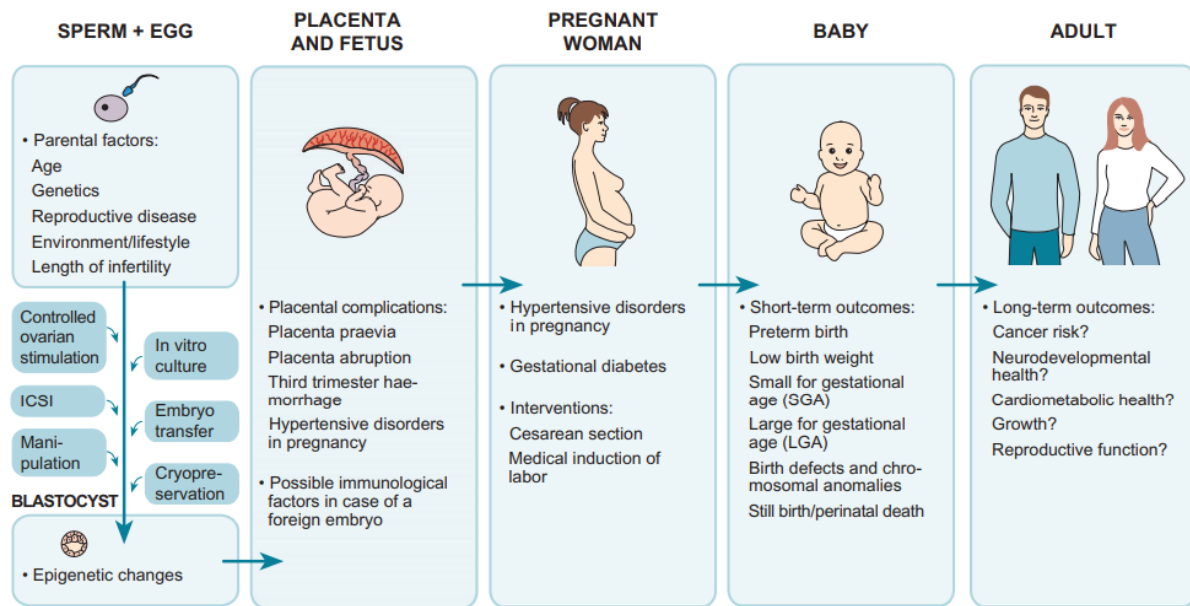 SPERM + EGG
• Parental factors:
Age
Genetics
Reproductive disease
Environment/lifestyle
Length of infertility
Controlled
ovarian
stimulation
In vitro
culture
ICSI
Embryo
transfer
Mani-
pulation
Cryopre-
servation
BLASTOCYST
• Epigenetic changes
PLACENTA
AND FETUS
• Placental complications:
Placenta praevia
Placenta abruption
Third trimester hae-
morrhage
Hypertensive disorders
in pregnancy
• Possible immunological
factors in case of a
foreign embryo
PREGNANT
WOMAN
• Hypertensive disorders
in pregnancy
• Gestational diabetes
• Interventions:
Cesarean section
Medical induction of
labor
BABY
• Short-term outcomes:
Preterm birth
Low birth weight
Small for gestational
age (SGA)
Large for gestational
age (LGA)
Birth defects and chro-
mosomal anomalies
Still birth/perinatal death
ADULT
• Long-term outcomes:
Cancer risk?
Neurodevelopmental
health?
Cardiometabolic health?
Growth?
Reproductive function?